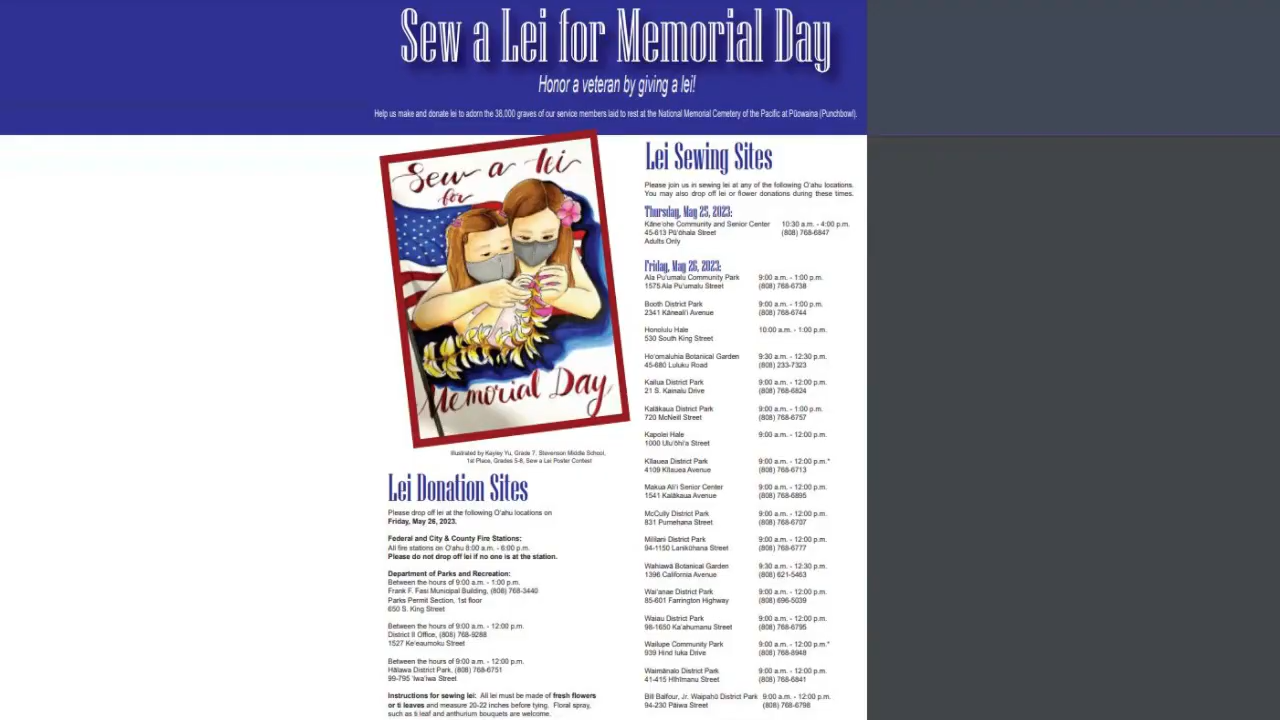 Sew a Lei for Memorial Day
Honor a veteran by giving a lei!
Help us make and donate lei to adorn the 38,000 graves of our service members laid to rest at the National Memorial Cemetery of the Pacific at Pūowaina (Punchbowl).
Sew a lei
for
Memorial Day
Illustrated by Kayley Yu, Grade 7, Stevenson Middle School,
1st Place, Grades 5-8, Sew a Lei Poster Contest
Lei Donation Sites
Please drop off lei at the following O'ahu locations on
Friday, May 26, 2023.
Federal and City & County Fire Stations:
All fire stations on O'ahu 8:00 a.m. - 6:00 p.m.
Please do not drop off lei if no one is at the station.
Department of Parks and Recreation:
Between the hours of 9:00 a.m. - 1:00 p.m.
Frank F. Fasi Municipal Building, (808) 768-3440
Parks Permit Section, 1st floor
650 S. King Street
Between the hours of 9:00 a.m. - 12:00 p.m.
District II Office, (808) 768-9288
1527 Ke'eaumoku Street
Between the hours of 9:00 a.m. - 12:00 p.m.
Hālawa District Park, (808) 768-6751
99-795 'Iwa'iwa Street
Instructions for sewing lei: All lei must be made of fresh flowers
or ti leaves and measure 20-22 inches before tying. Floral spray,
such as ti leaf and anthurium bouquets are welcome.
Lei Sewing Sites
Please join us in sewing lei at any of the following O'ahu locations.
You may also drop off lei or flower donations during these times.
Thursday, May 25, 2023:
Kāne'ohe Community and Senior Center 10:30 a.m. - 4:00 p.m.
45-613 Pū'ōhala Street (808) 768-6847
Adults Only
Friday, May 26, 2023:
Ala Pu'umalu Community Park 9:00 a.m. - 1:00 p.m.
1575 Ala Pu'umalu Street (808) 768-6738
Booth District Park 9:00 a.m. - 1:00 p.m.
2341 Kāneali'i Avenue (808) 768-6744
Honolulu Hale 10:00 a.m. - 1:00 p.m.
530 South King Street
Ho'omaluhia Botanical Garden 9:30 a.m. - 12:30 p.m.
45-680 Luluku Road (808) 233-7323
Kailua District Park 9:00 a.m. - 12:00 p.m.
21 S. Kainalu Drive (808) 768-6824
Kalākaua District Park 9:00 a.m. - 1:00 p.m.
720 McNeill Street (808) 768-6757
Kapolei Hale 9:00 a.m. - 12:00 p.m.
1000 Ulu'ōhi'a Street
Kīlauea District Park 9:00 a.m. - 12:00 p.m.*
4109 Kīlauea Avenue (808) 768-6713
Makua Ali'i Senior Center 9:00 a.m. - 12:00 p.m.
1541 Kalākaua Avenue (808) 768-6895
McCully District Park 9:00 a.m. - 12:00 p.m.
831 Pumehana Street (808) 768-6707
Mililani District Park 9:00 a.m. - 12:00 p.m.
94-1150 Lanikūhana Street (808) 768-6777
Wahiawā Botanical Garden 9:30 a.m. - 12:30 p.m.
1396 California Avenue (808) 621-5463
Wai'anae District Park 9:00 a.m. - 12:00 p.m.
85-601 Farrington Highway (808) 696-5039
Waiau District Park 9:00 a.m. - 12:00 p.m.
98-1650 Ka'ahumanu Street (808) 768-6795
Wailupe Community Park 9:00 a.m. - 12:00 p.m.*
939 Hind Iuka Drive (808) 768-8948
Waimānalo District Park 9:00 a.m. - 12:00 p.m.
41-415 Hīhīmanu Street (808) 768-6841
Bill Balfour, Jr. Waipahū District Park 9:00 a.m. - 12:00 p.m.
94-230 Pāiwa Street (808) 768-6798